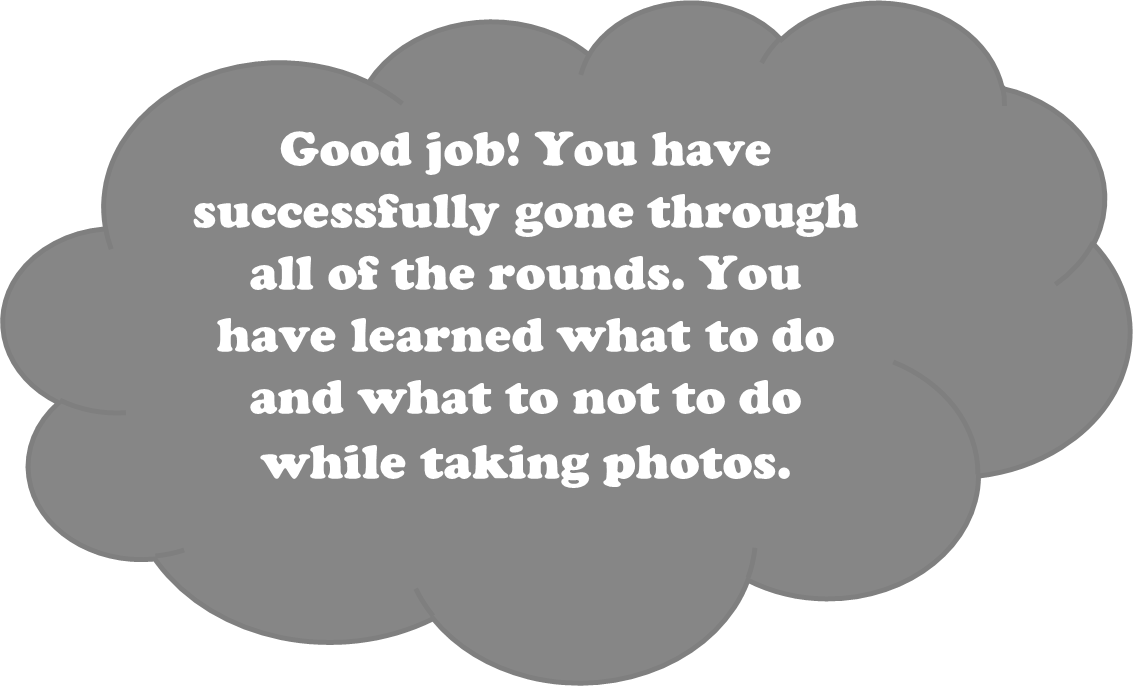 Good job! You have
successfully gone through
all of the rounds. You
have learned what to do
and what to not to do
while taking photos.